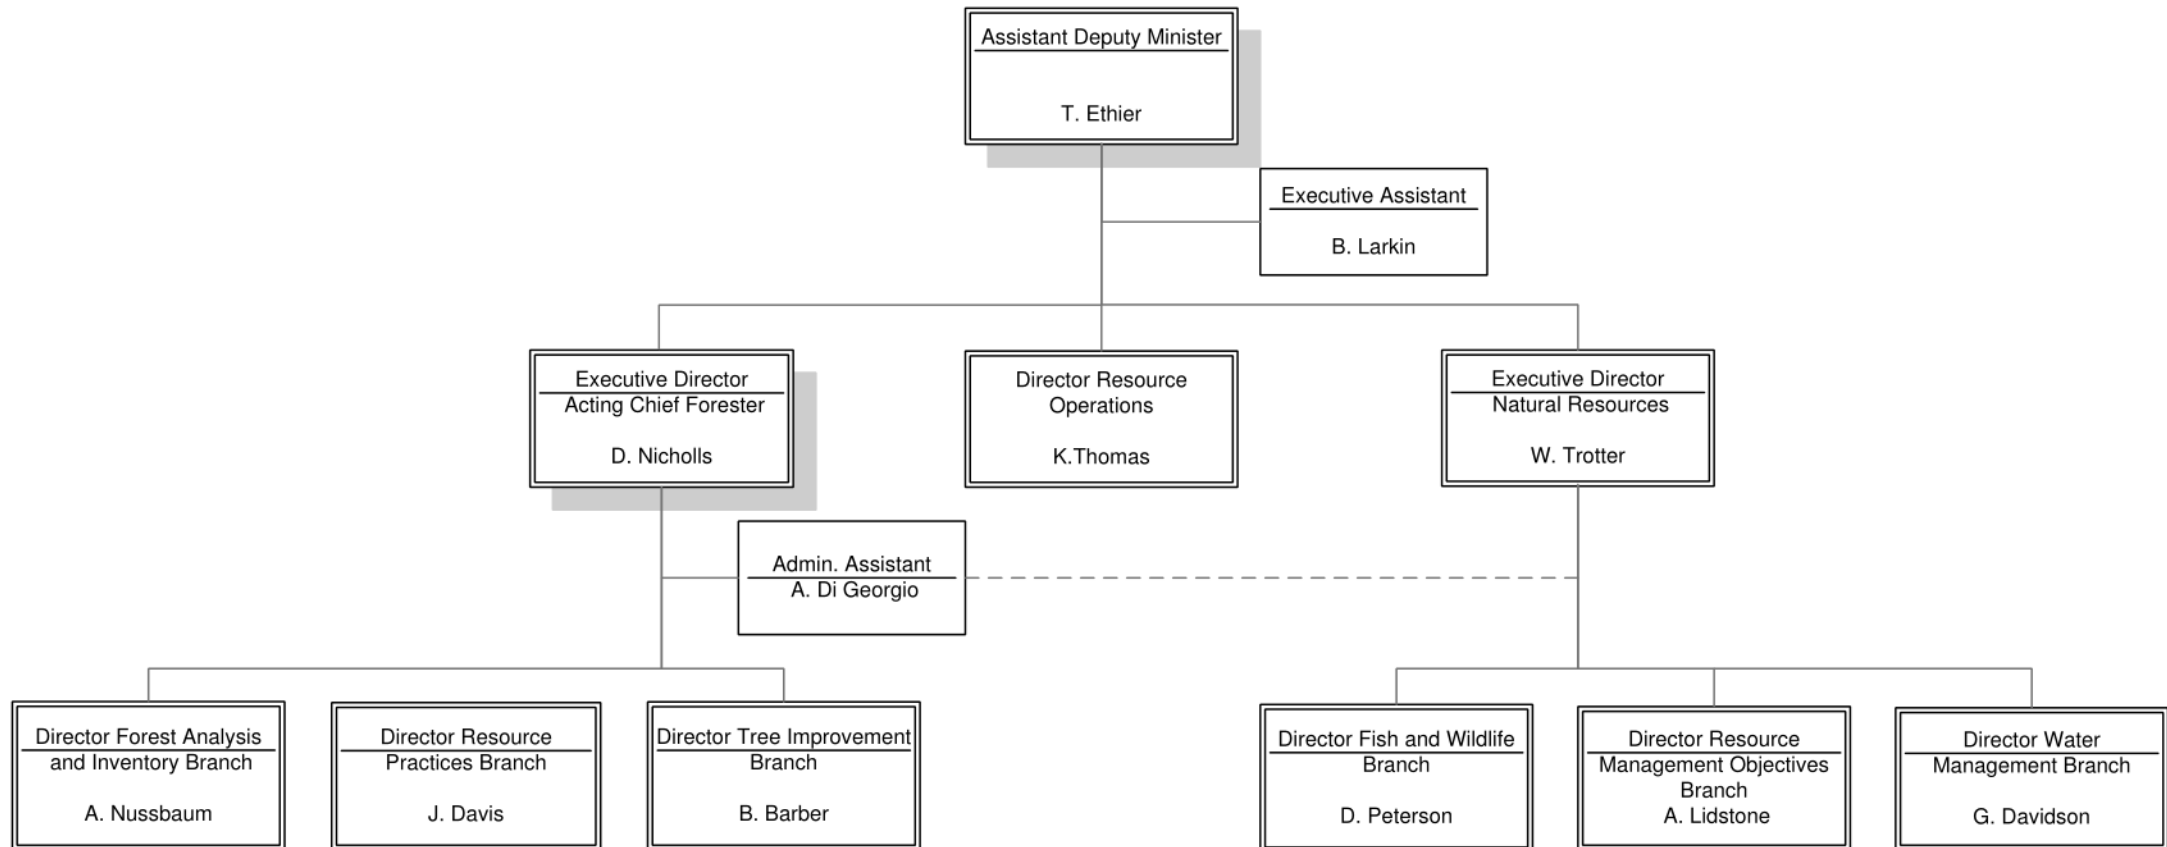 Assistant Deputy Minister
T. Ethier
Executive Assistant
B. Larkin
Executive Director
Acting Chief Forester
D. Nicholls
Director Resource
Operations
K.Thomas
Executive Director
Natural Resources
W. Trotter
Admin. Assistant
A. Di Georgio
Director Forest Analysis
and Inventory Branch
A. Nussbaum
Director Resource
Practices Branch
J. Davis
Director Tree Improvement
Branch
B. Barber
Director Fish and Wildlife
Branch
D. Peterson
Director Resource
Management Objectives
Branch
A. Lidstone
Director Water
Management Branch
G. Davidson